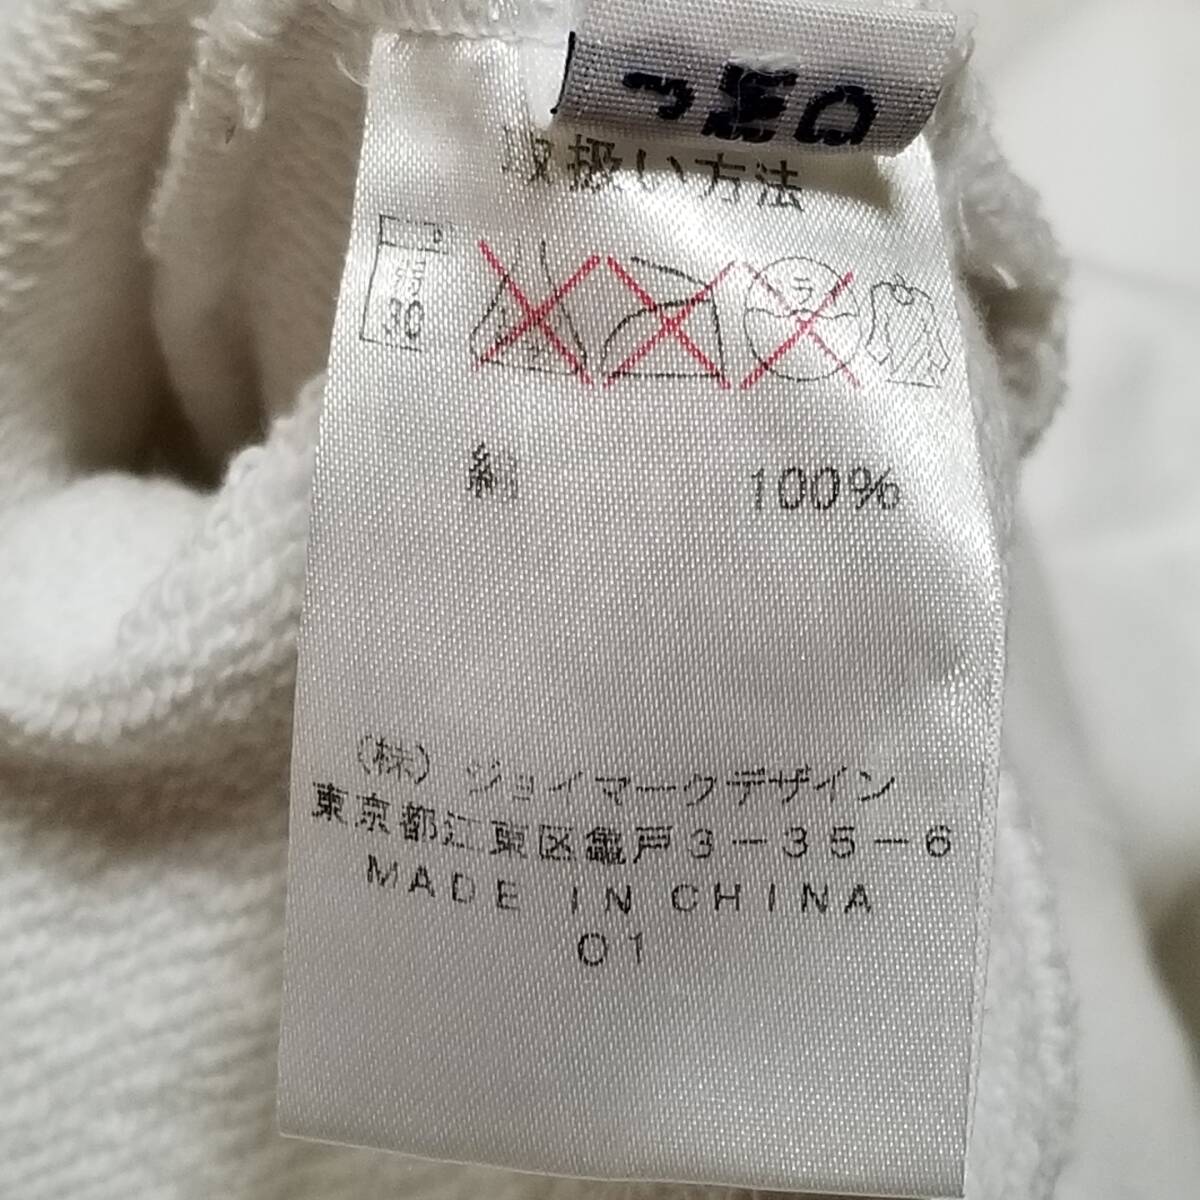 取扱い方法
弱
30
綿 100%
(株) ジョイマークデザイン
東京都江東区亀戸3-35-6
MADE IN CHINA
01